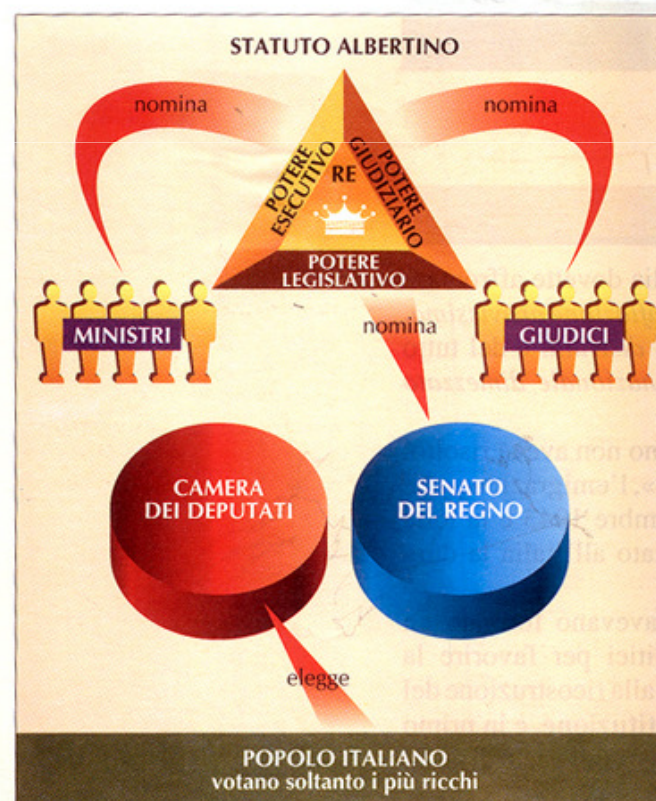 STATUTO ALBERTINO
nomina
nomina
POTERE
ESECUTIVO
RE
POTERE
GIUDIZIARIO
POTERE
LEGISLATIVO
MINISTRI
nomina
GIUDICI
CAMERA
DEI DEPUTATI
SENATO
DEL REGNO
elegge
POPOLO ITALIANO
votano soltanto i più ricchi